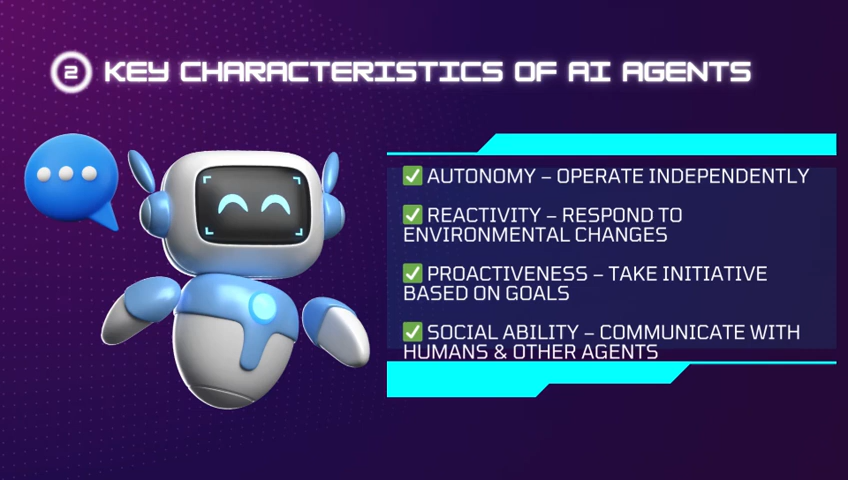 2 KEY CHARACTERISTICS OF AI AGENTS
✅ AUTONOMY – OPERATE INDEPENDENTLY
✅ REACTIVITY – RESPOND TO
ENVIRONMENTAL CHANGES
✅ PROACTIVENESS – TAKE INITIATIVE
BASED ON GOALS
✅ SOCIAL ABILITY – COMMUNICATE WITH
HUMANS & OTHER AGENTS